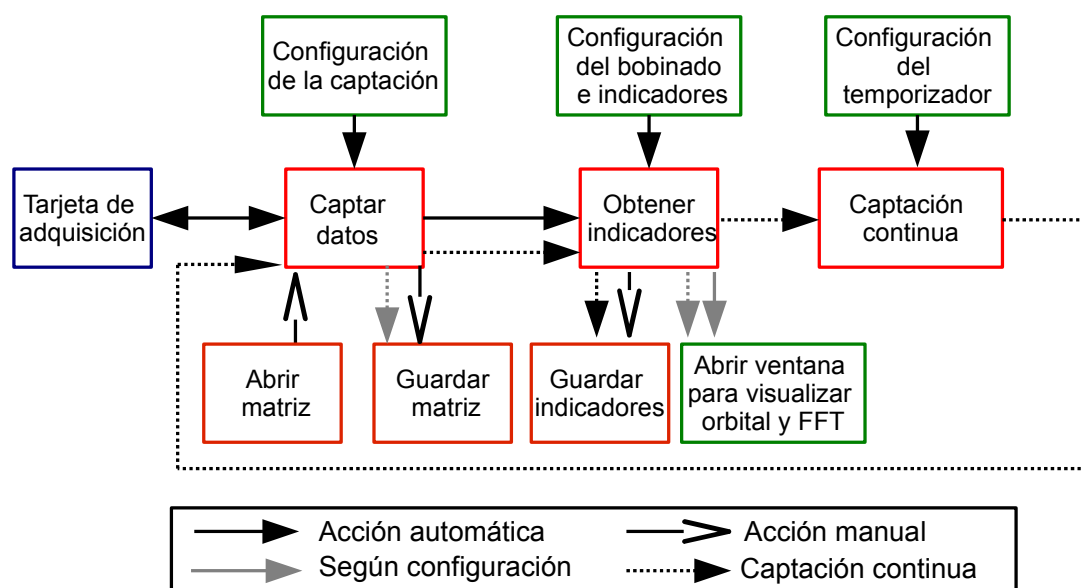 Configuración
de la captación
Configuración
del bobinado
e indicadores
Configuración
del
temporizador
Tarjeta de
adquisición
Captar
datos
Obtener
indicadores
Captación
continua
Abrir
matriz
Guardar
matriz
Guardar
indicadores
Abrir ventana
para visualizar
orbital y FFT
Acción automática
Acción manual
Según configuración
Captación continua